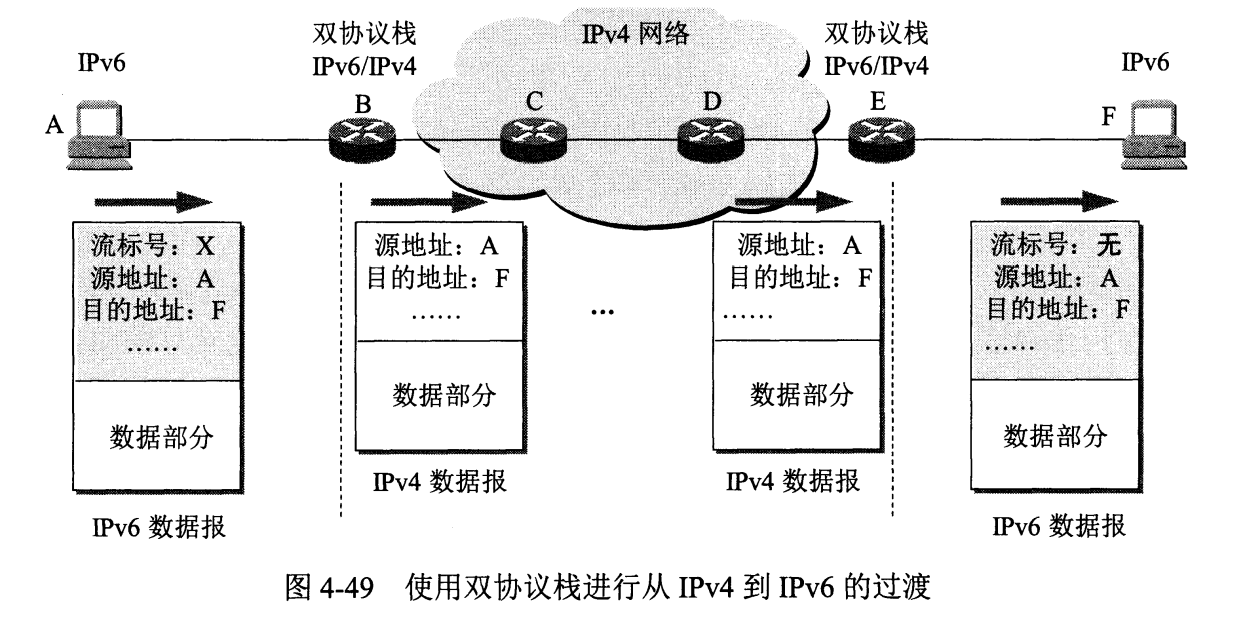 IPv6
双协议栈
IPv6/IPv4
IPv4 网络
双协议栈
IPv6/IPv4
IPv6
A
B
C
D
E
F
流标号：X
源地址：A
目的地址：F
……
数据部分
IPv6 数据报
源地址：A
目的地址：F
……
数据部分
IPv4 数据报
...
源地址：A
目的地址：F
……
数据部分
IPv4 数据报
流标号：无
源地址：A
目的地址：F
……
数据部分
IPv6 数据报
图 4-49 使用双协议栈进行从 IPv4 到 IPv6 的过渡